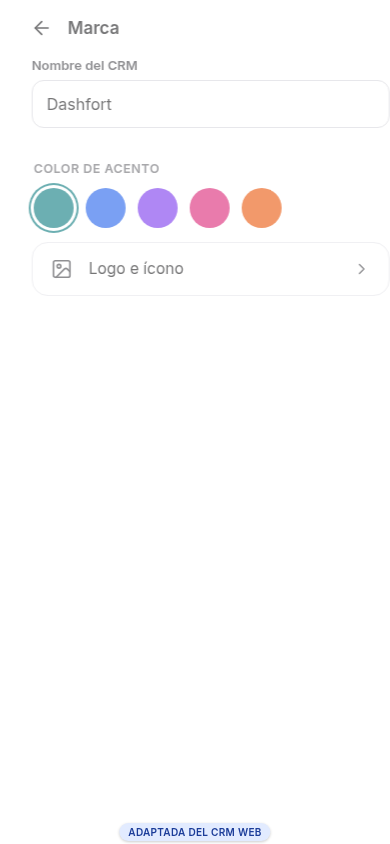 Marca
Nombre del CRM
Dashfort
COLOR DE ACENTO
Logo e ícono
ADAPTADA DEL CRM WEB